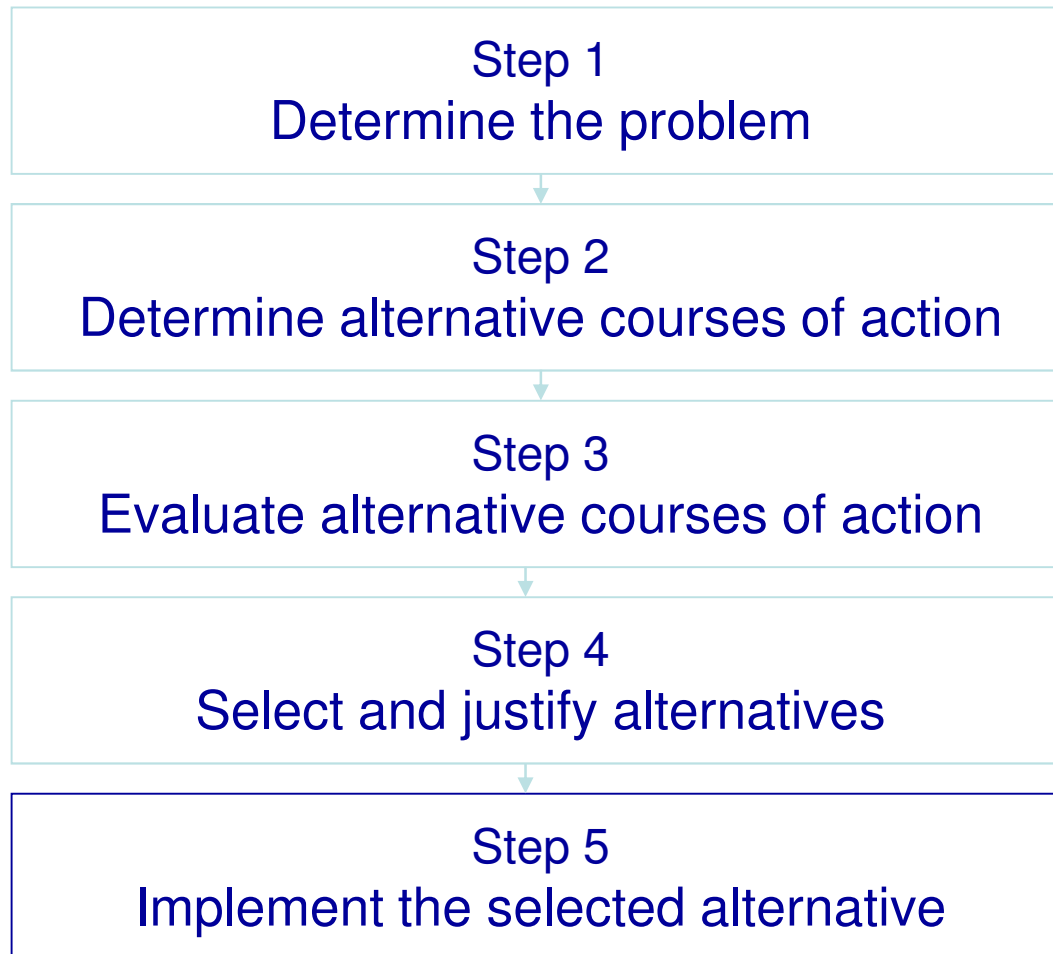 Step 1
Determine the problem
Step 2
Determine alternative courses of action
Step 3
Evaluate alternative courses of action
Step 4
Select and justify alternatives
Step 5
Implement the selected alternative